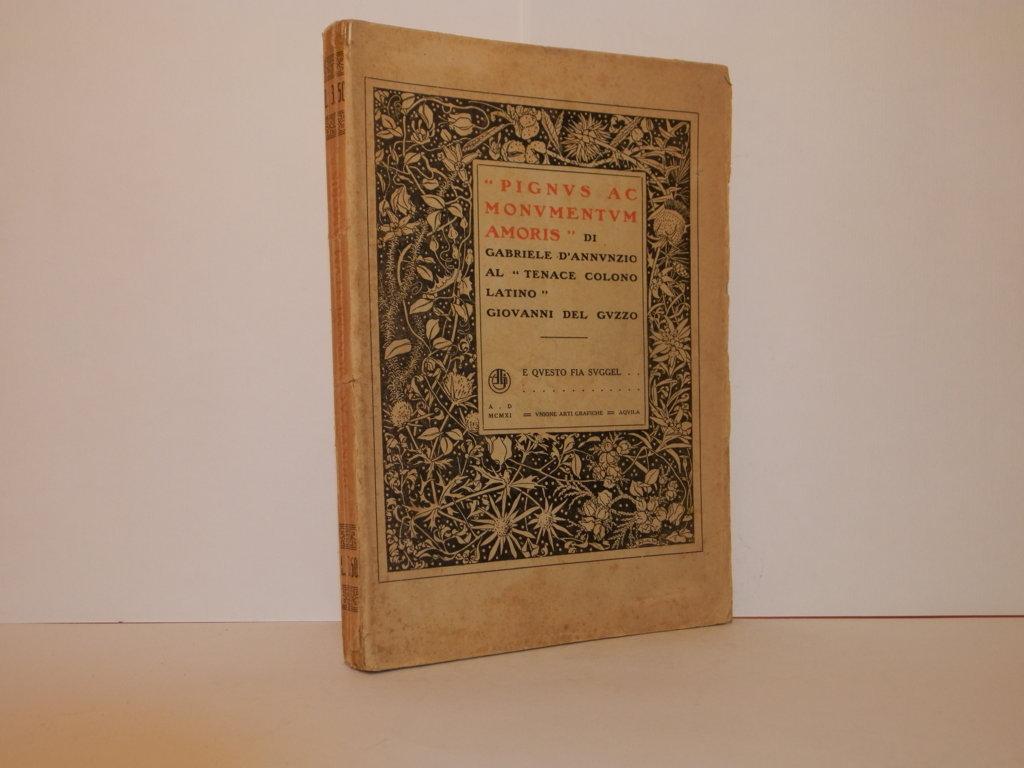 "PIGNVS AC
MONVMENTVM
AMORIS" DI
GABRIELE D'ANNVNZIO
AL "TENACE COLONO
LATINO"
GIOVANNI DEL GVZZO
E QVESTO FIA SVGGEL . .
. . . . . . . . . . . . .
A . D
MCMXI = VNIONE ARTI GRAFICHE = AQVILA